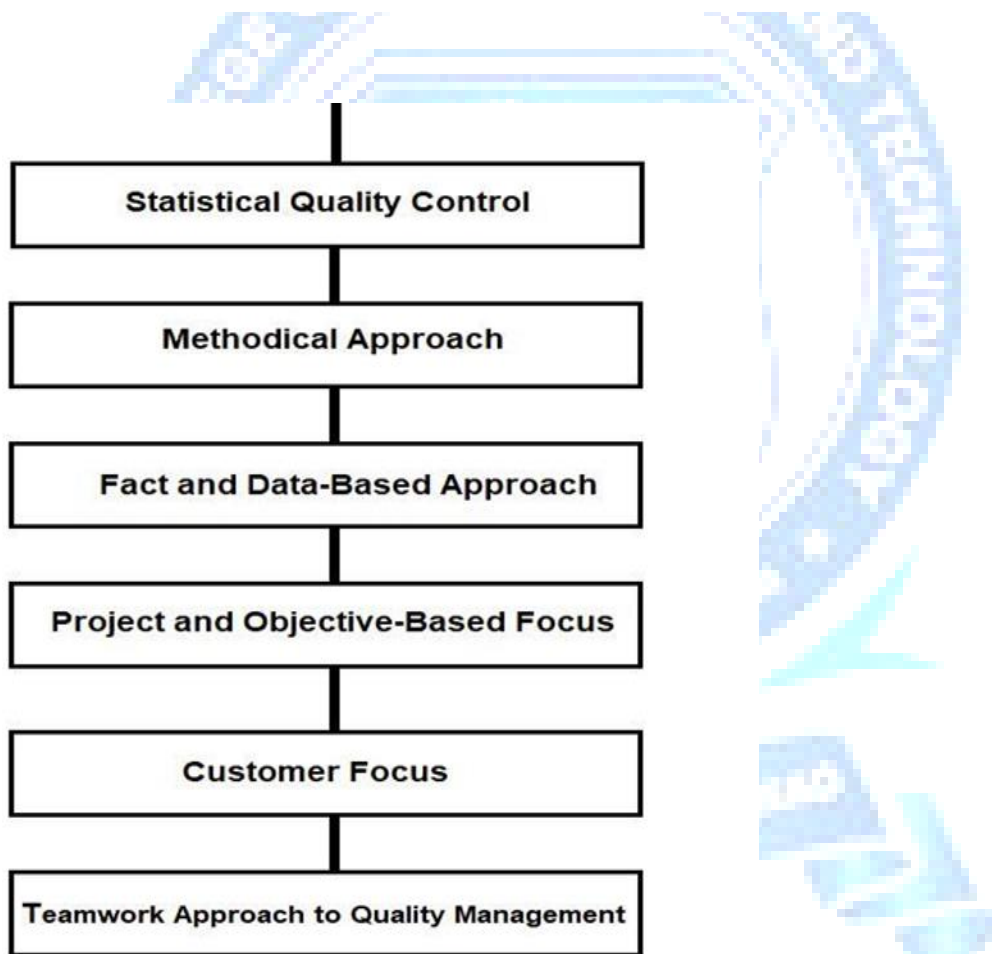 TECHNOLOGY
Statistical Quality Control
Methodical Approach
Fact and Data-Based Approach
Project and Objective-Based Focus
Customer Focus
Teamwork Approach to Quality Management